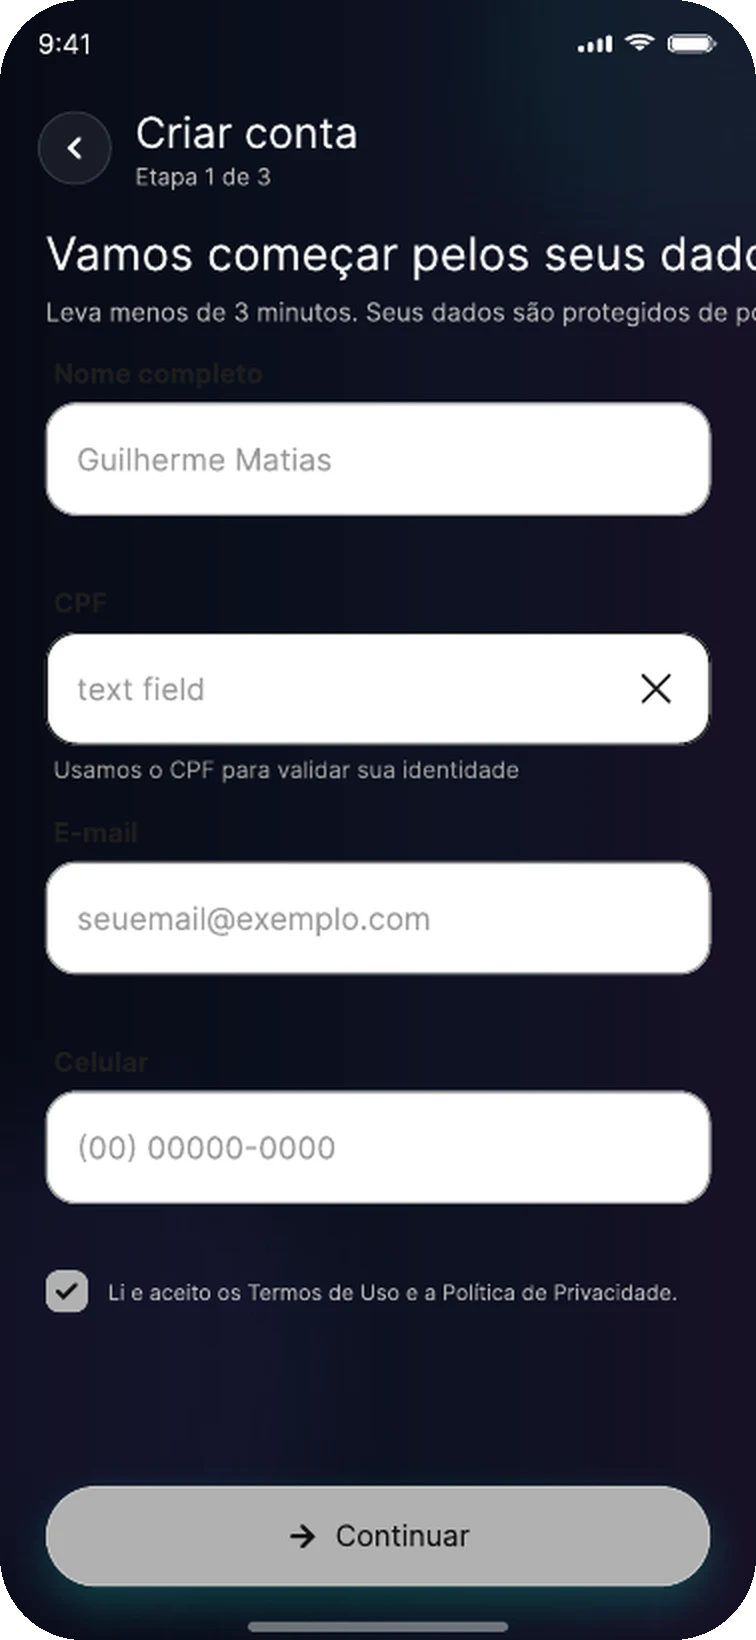 9:41
Criar conta
Etapa 1 de 3
Vamos começar pelos seus dado
Leva menos de 3 minutos. Seus dados são protegidos de po
Nome completo
Guilherme Matias
CPF
text field
Usamos o CPF para validar sua identidade
E-mail
seuemail@exemplo.com
Celular
(00) 00000-0000
Li e aceito os Termos de Uso e a Política de Privacidade.
Continuar